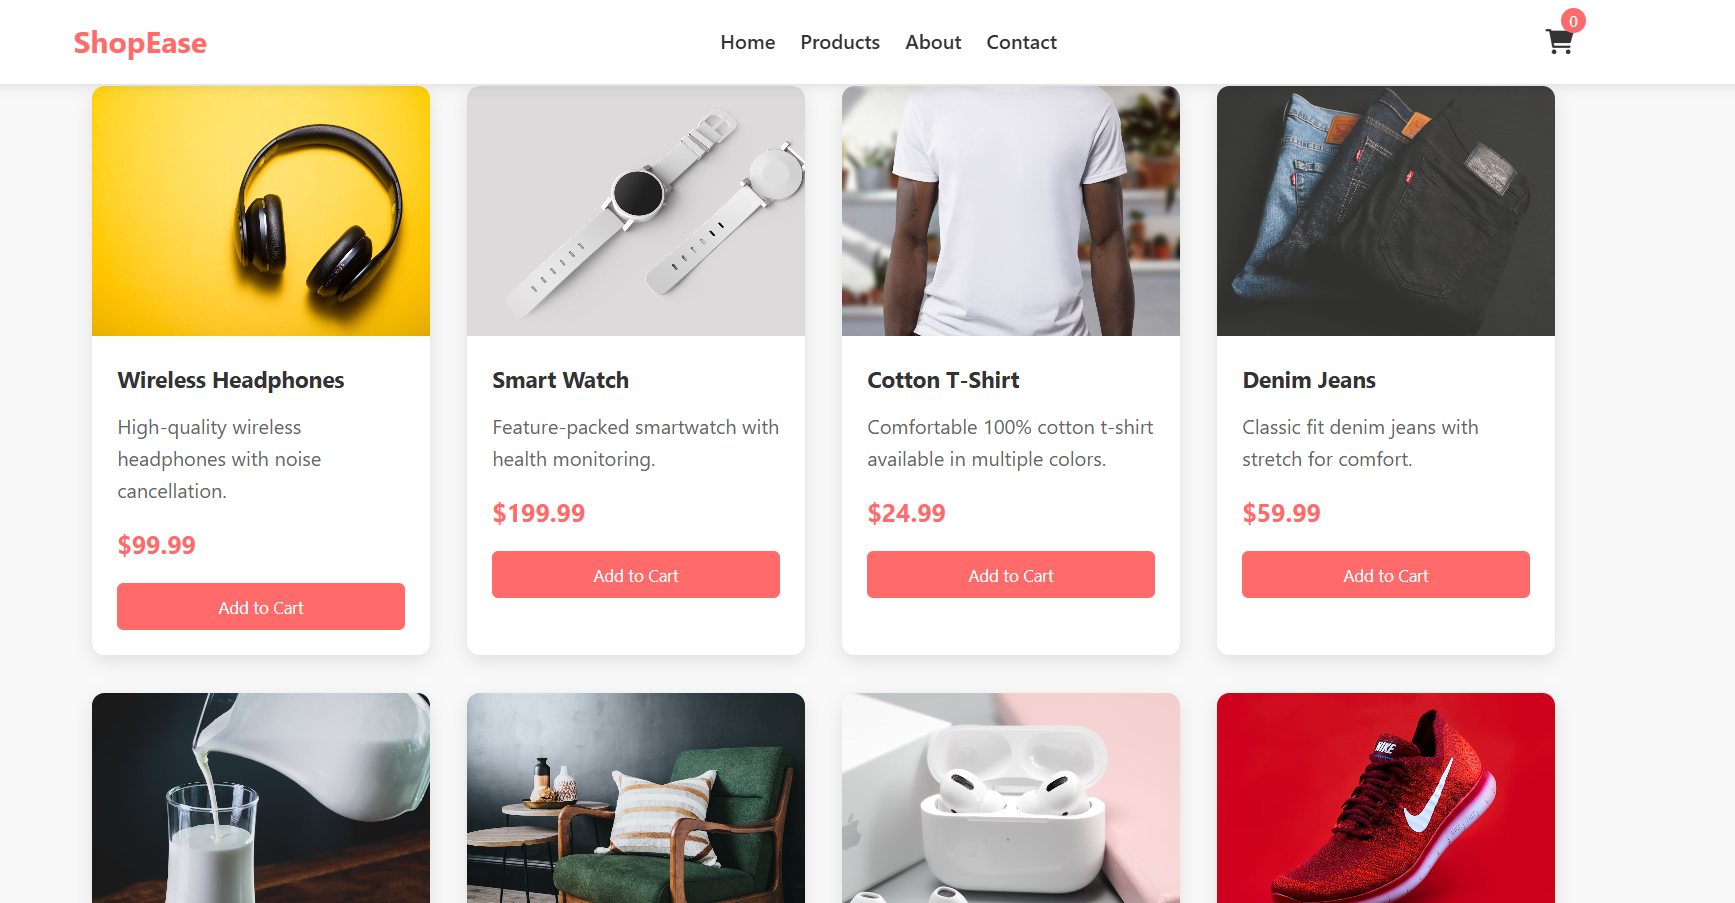 ShopEase
Home Products About Contact
0
Wireless Headphones
High-quality wireless
headphones with noise
cancellation.
$99.99
Add to Cart
Smart Watch
Feature-packed smartwatch with
health monitoring.
$199.99
Add to Cart
Cotton T-Shirt
Comfortable 100% cotton t-shirt
available in multiple colors.
$24.99
Add to Cart
Denim Jeans
Classic fit denim jeans with
stretch for comfort.
$59.99
Add to Cart
NIKE